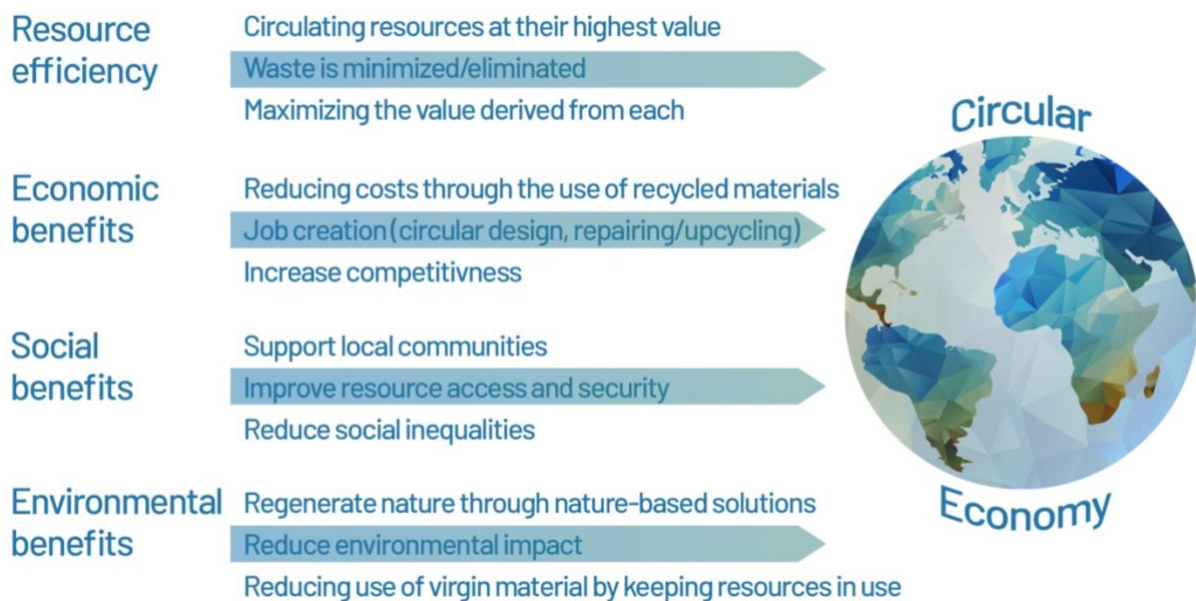 Resource
efficiency
Circulating resources at their highest value
Waste is minimized/eliminated
Maximizing the value derived from each
Economic
benefits
Reducing costs through the use of recycled materials
Job creation (circular design, repairing/upcycling)
Increase competitivness
Social
benefits
Support local communities
Improve resource access and security
Reduce social inequalities
Environmental
benefits
Regenerate nature through nature-based solutions
Reduce environmental impact
Reducing use of virgin material by keeping resources in use
Circular
Economy